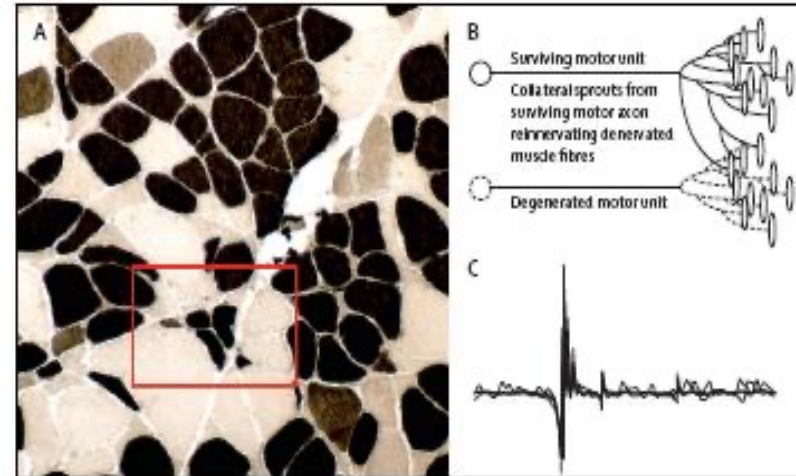 A
B
Surviving motor unit
Collateral sprouts from
surviving motor axon
reinnervating denervated
muscle fibres
Degenerated motor unit
C